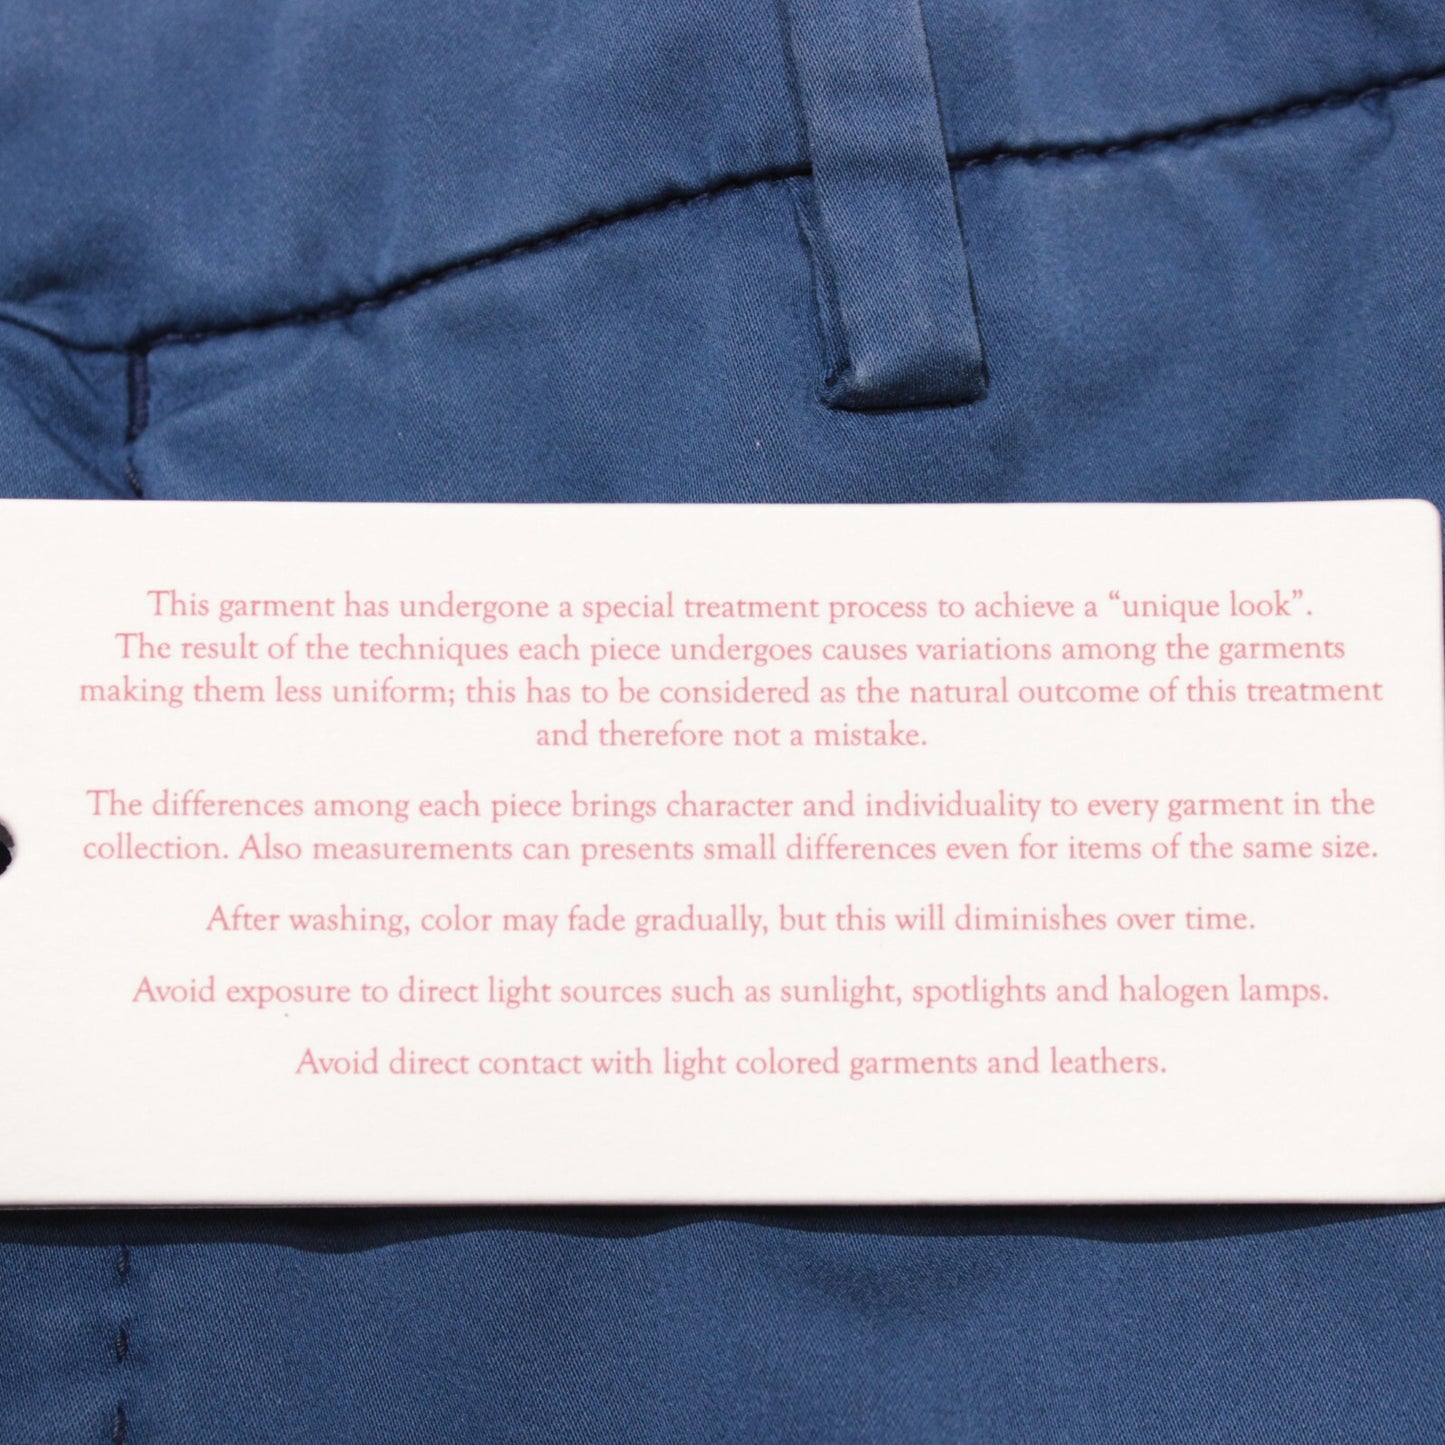 This garment has undergone a special treatment process to achieve a “unique look”.
The result of the techniques each piece undergoes causes variations among the garments
making them less uniform; this has to be considered as the natural outcome of this treatment
and therefore not a mistake.
The differences among each piece brings character and individuality to every garment in the
collection. Also measurements can presents small differences even for items of the same size.
After washing, color may fade gradually, but this will diminishes over time.
Avoid exposure to direct light sources such as sunlight, spotlights and halogen lamps.
Avoid direct contact with light colored garments and leathers.